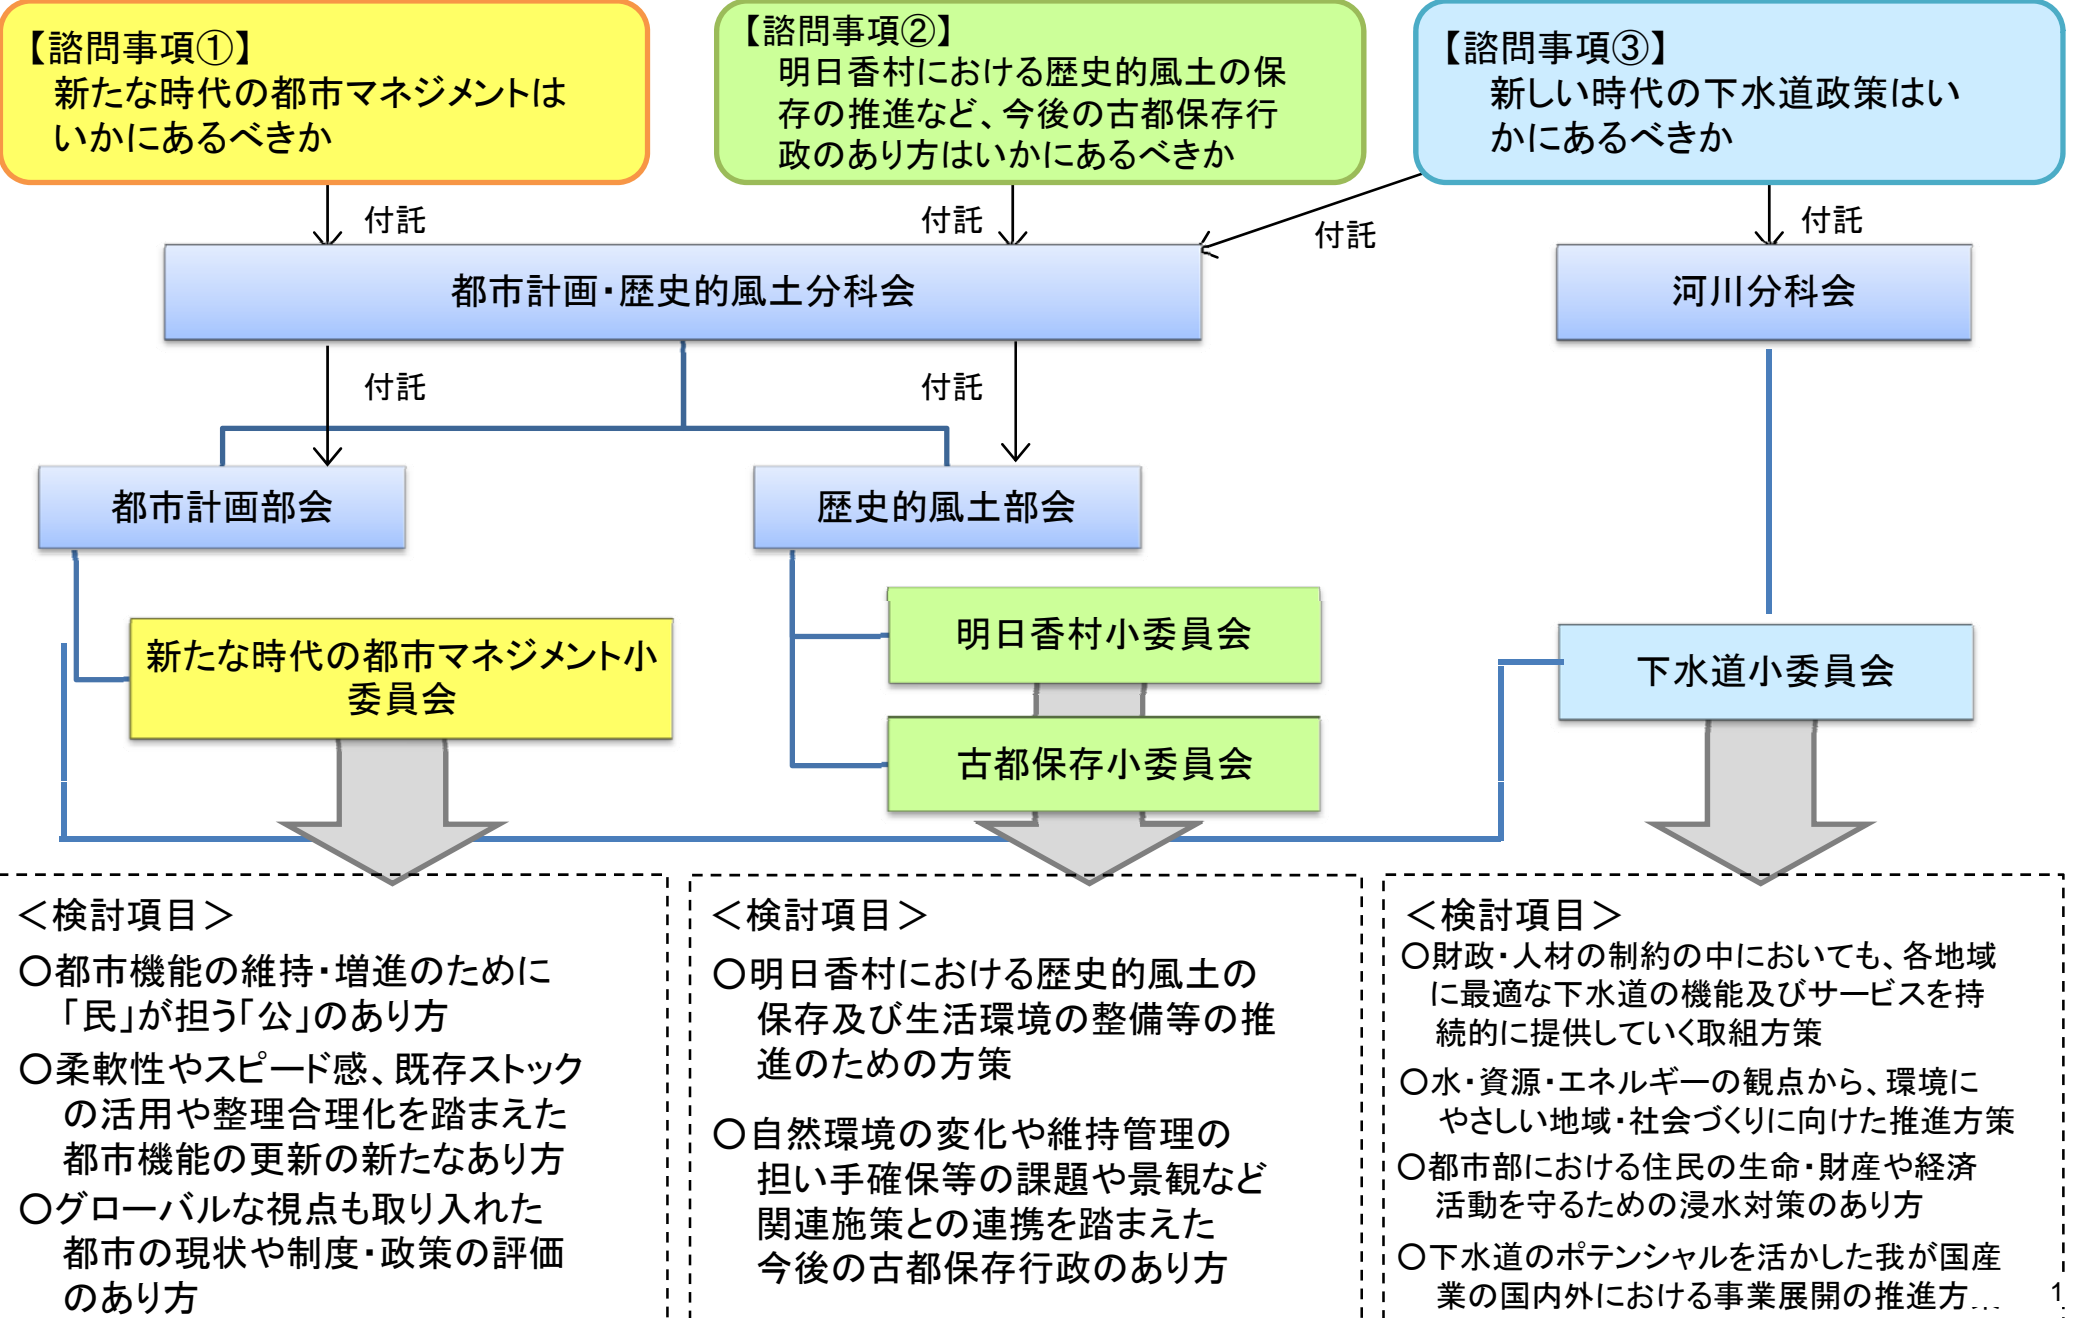 【諮問事項①】
新たな時代の都市マネジメントは
いかにあるべきか
【諮問事項②】
明日香村における歴史的風土の保
存の推進など、今後の古都保存行
政のあり方はいかにあるべきか
【諮問事項③】
新しい時代の下水道政策はい
かにあるべきか
付託
付託
付託
付託
都市計画・歴史的風土分科会
河川分科会
付託
付託
都市計画部会
歴史的風土部会
新たな時代の都市マネジメント小
委員会
明日香村小委員会
古都保存小委員会
下水道小委員会
＜検討項目＞
○都市機能の維持・増進のために
「民」が担う「公」のあり方
○柔軟性やスピード感、既存ストック
の活用や整理合理化を踏まえた
都市機能の更新の新たなあり方
○グローバルな視点も取り入れた
都市の現状や制度・政策の評価
のあり方
＜検討項目＞
○明日香村における歴史的風土の
保存及び生活環境の整備等の推
進のための方策
○自然環境の変化や維持管理の
担い手確保等の課題や景観など
関連施策との連携を踏まえた
今後の古都保存行政のあり方
＜検討項目＞
○財政・人材の制約の中においても、各地域
に最適な下水道の機能及びサービスを持
続的に提供していく取組方策
○水・資源・エネルギーの観点から、環境に
やさしい地域・社会づくりに向けた推進方策
○都市部における住民の生命・財産や経済
活動を守るための浸水対策のあり方
○下水道のポテンシャルを活かした我が国産
業の国内外における事業展開の推進方
1